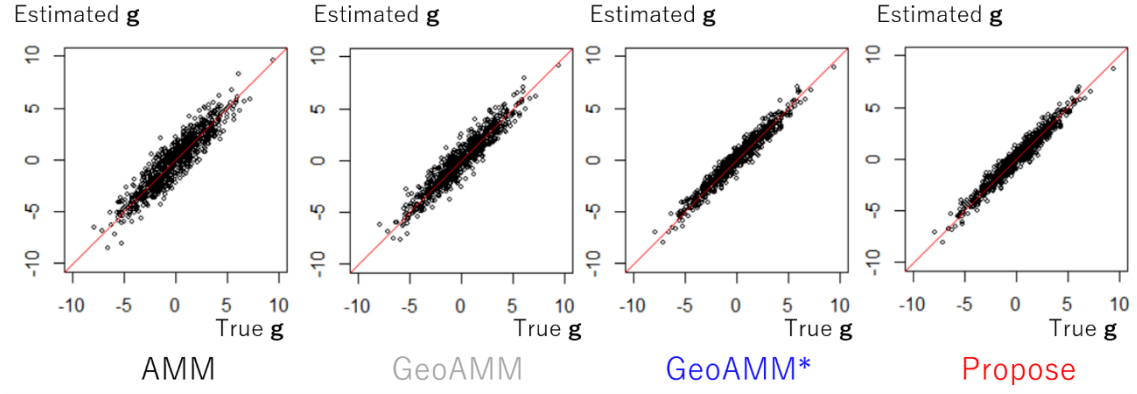 Estimated g Estimated g Estimated g Estimated g
10 10 10 10
5 5 5 5
0 0 0 0
-5 -5 -5 -5
-10 -10 -10 -10
-10 -5 0 5 10 -10 -5 0 5 10 -10 -5 0 5 10 -10 -5 0 5 10
True g True g True g True g
AMM GeoAMM GeoAMM* Propose